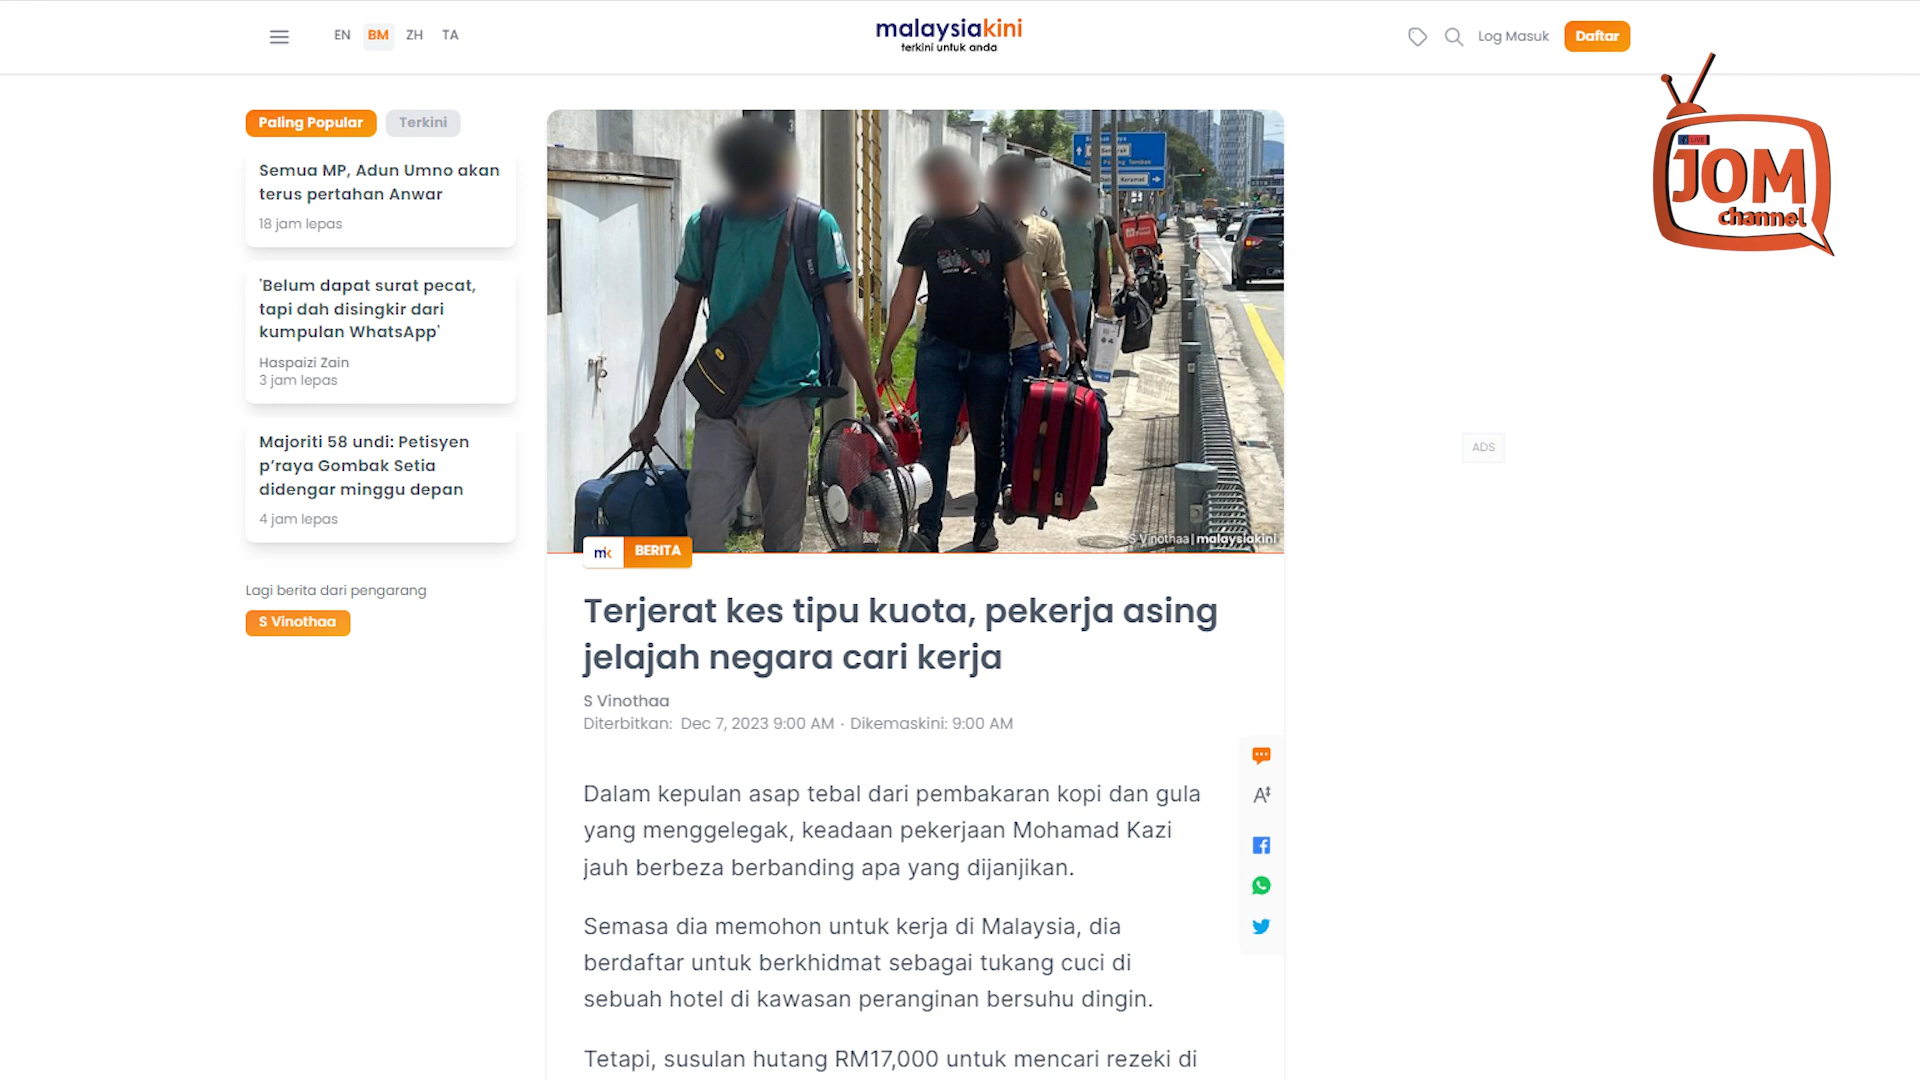 EN BM ZH TA
malaysiakini
terkini untuk anda
Log Masuk Daftar
LIVE
JOM
channel
Paling Popular Terkini
Semua MP, Adun Umno akan
terus pertahan Anwar
18 jam lepas
'Belum dapat surat pecat,
tapi dah disingkir dari
kumpulan WhatsApp'
Haspaizi Zain
3 jam lepas
Majoriti 58 undi: Petisyen
p’raya Gombak Setia
didengar minggu depan
4 jam lepas
Lagi berita dari pengarang
S Vinothaa
S Vinothaa | malaysiakini
mk BERITA
Terjerat kes tipu kuota, pekerja asing
jelajah negara cari kerja
S Vinothaa
Diterbitkan: Dec 7, 2023 9:00 AM · Dikemaskini: 9:00 AM
Dalam kepulan asap tebal dari pembakaran kopi dan gula
yang menggelegak, keadaan pekerjaan Mohamad Kazi
jauh berbeza berbanding apa yang dijanjikan.
Semasa dia memohon untuk kerja di Malaysia, dia
berdaftar untuk berkhidmat sebagai tukang cuci di
sebuah hotel di kawasan peranginan bersuhu dingin.
Tetapi, susulan hutang RM17,000 untuk mencari rezeki di
ADS